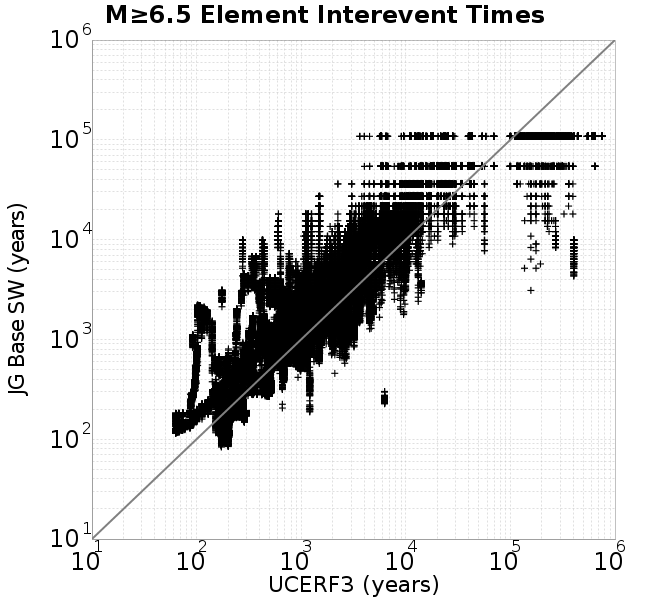 M≥6.5 Element Interevent Times
10^6
10^5
10^4
10^3
10^2
10^1
10^1 10^2 10^3 10^4 10^5 10^6
JG Base SW (years)
UCERF3 (years)